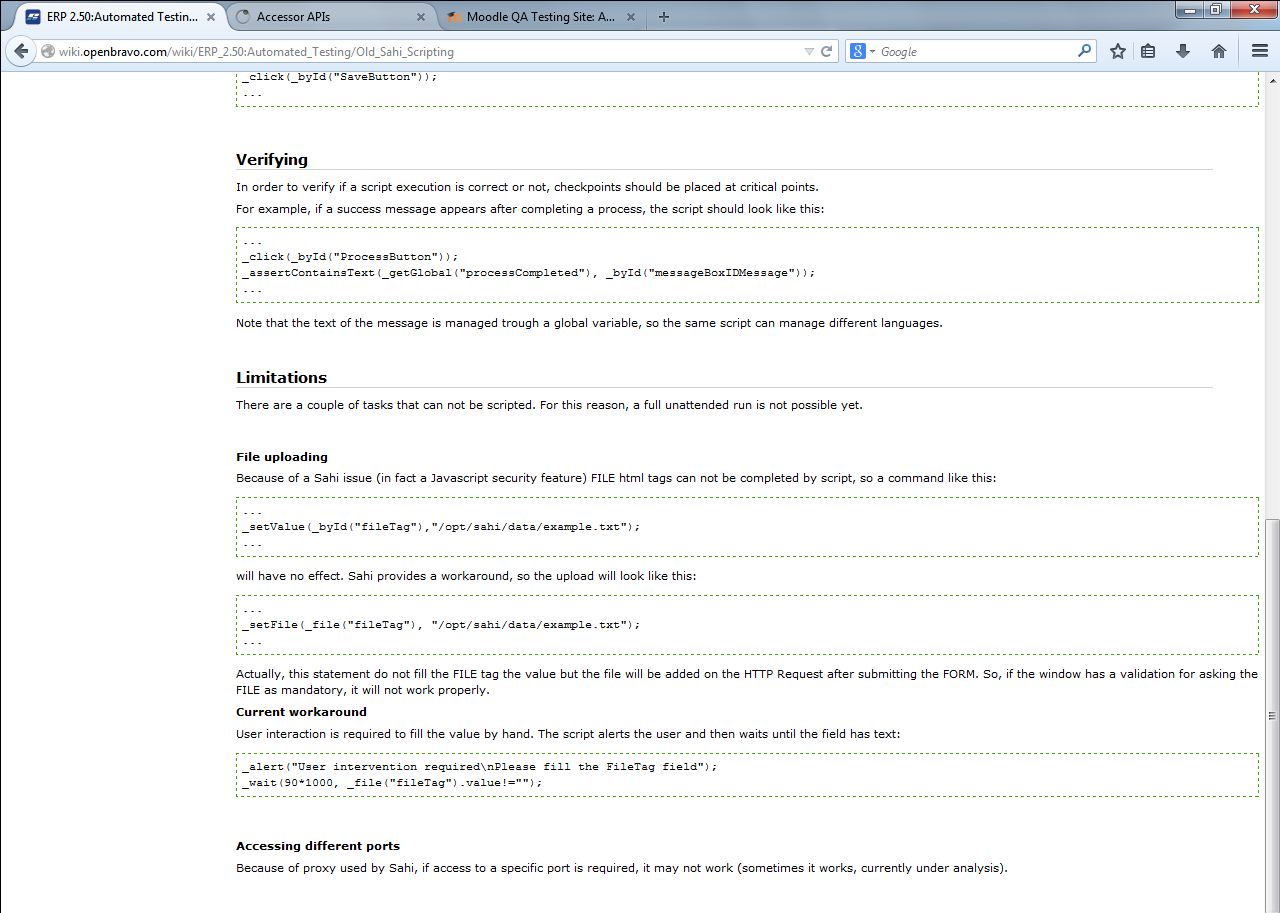 ERP 2.50:Automated Testin...
Accessor APIs
Moodle QA Testing Site: A...
wiki.openbravo.com/wiki/ERP_2.50:Automated_Testing/Old_Sahi_Scripting
Google
_click(_byId("SaveButton"));
...
Verifying
In order to verify if a script execution is correct or not, checkpoints should be placed at critical points.
For example, if a success message appears after completing a process, the script should look like this:
...
_click(_byId("ProcessButton"));
_assertContainsText(_getGlobal("processCompleted"), _byId("messageBoxIDMessage"));
...
Note that the text of the message is managed trough a global variable, so the same script can manage different languages.
Limitations
There are a couple of tasks that can not be scripted. For this reason, a full unattended run is not possible yet.
File uploading
Because of a Sahi issue (in fact a Javascript security feature) FILE html tags can not be completed by script, so a command like this:
...
_setValue(_byId("fileTag"),"/opt/sahi/data/example.txt");
...
will have no effect. Sahi provides a workaround, so the upload will look like this:
...
_setFile(_file("fileTag"), "/opt/sahi/data/example.txt");
...
Actually, this statement do not fill the FILE tag the value but the file will be added on the HTTP Request after submitting the FORM. So, if the window has a validation for asking the
FILE as mandatory, it will not work properly.
Current workaround
User interaction is required to fill the value by hand. The script alerts the user and then waits until the field has text:
_alert("User intervention required\nPlease fill the FileTag field");
_wait(90*1000, _file("fileTag").value!="");
Accessing different ports
Because of proxy used by Sahi, if access to a specific port is required, it may not work (sometimes it works, currently under analysis).